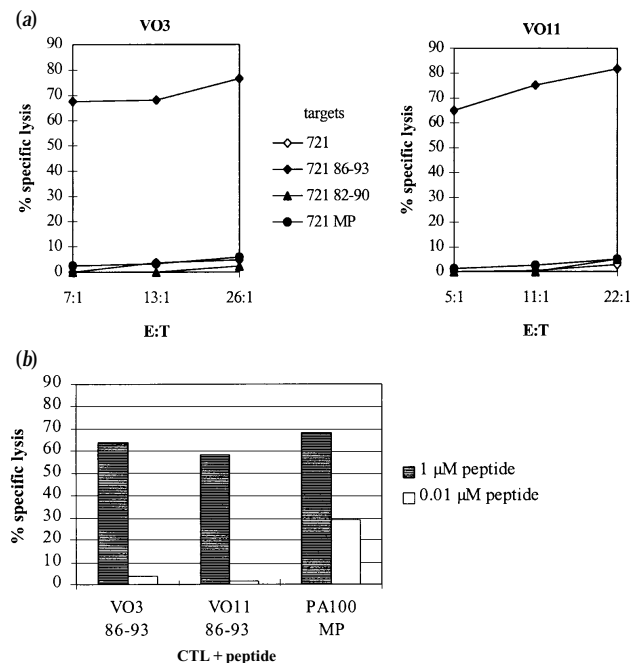 (a)
VO3
% specific lysis
90
80
70
60
50
40
30
20
10
0
7:1
13:1
26:1
E:T
targets
721
721 86-93
721 82-90
721 MP
VO11
% specific lysis
90
80
70
60
50
40
30
20
10
0
5:1
11:1
22:1
E:T
(b)
% specific lysis
90
80
70
60
50
40
30
20
10
0
VO3
86-93
VO11
86-93
PA100
MP
CTL + peptide
1 μM peptide
0.01 μM peptide